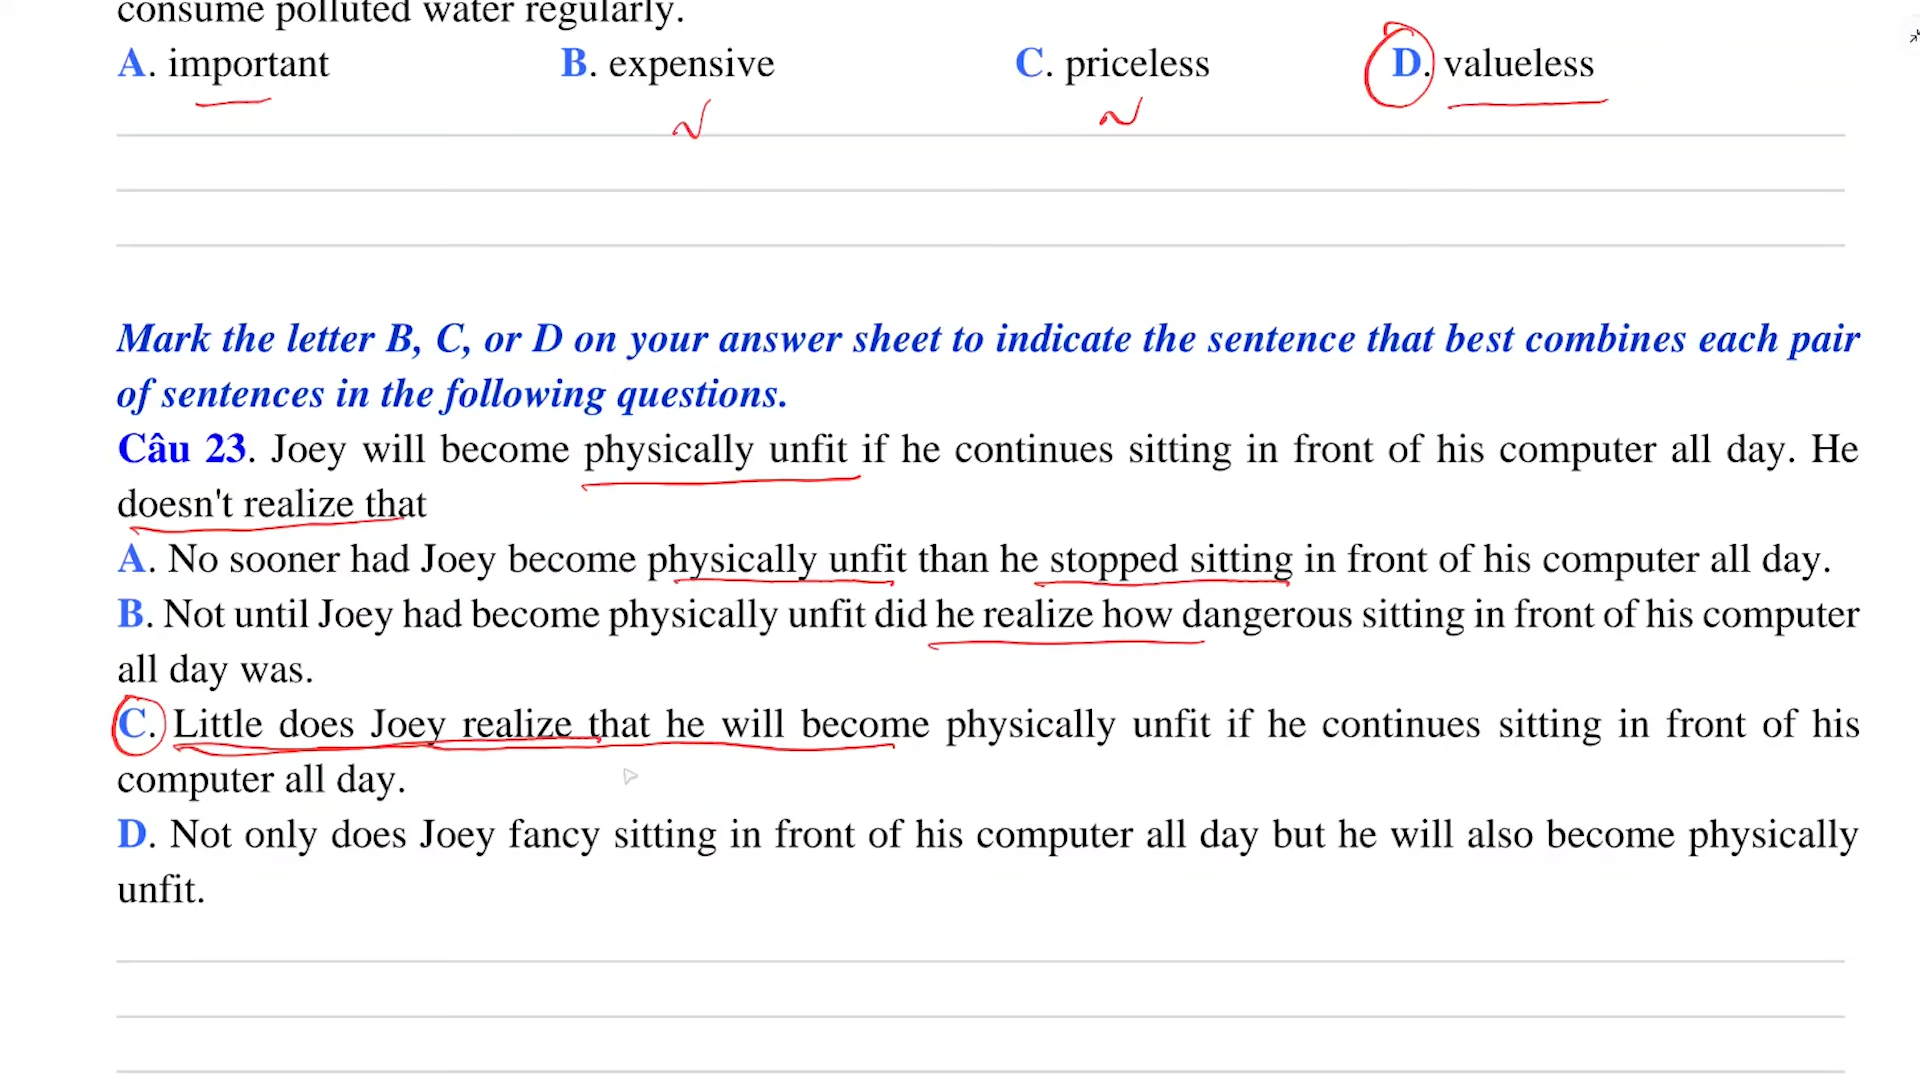 consume polluted water regularly.
A. important B. expensive C. priceless D. valueless
Mark the letter B, C, or D on your answer sheet to indicate the sentence that best combines each pair
of sentences in the following questions.
Câu 23. Joey will become physically unfit if he continues sitting in front of his computer all day. He
doesn't realize that
A. No sooner had Joey become physically unfit than he stopped sitting in front of his computer all day.
B. Not until Joey had become physically unfit did he realize how dangerous sitting in front of his computer
all day was.
C. Little does Joey realize that he will become physically unfit if he continues sitting in front of his
computer all day.
D. Not only does Joey fancy sitting in front of his computer all day but he will also become physically
unfit.